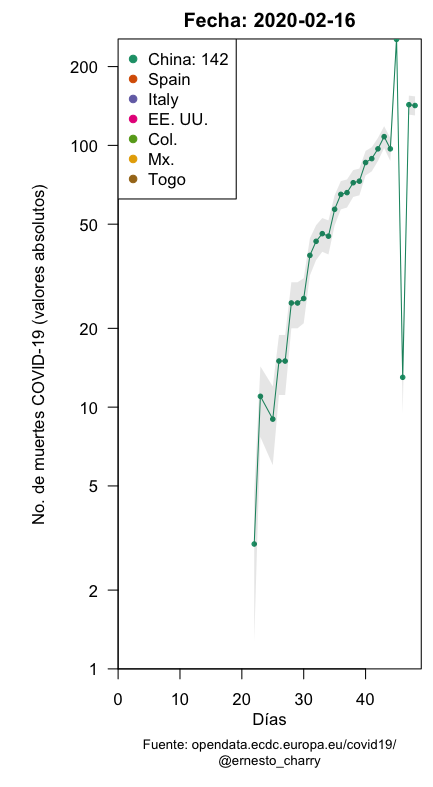 Fecha: 2020-02-16
China: 142
Spain
Italy
EE. UU.
Col.
Mx.
Togo
No. de muertes COVID-19 (valores absolutos)
200
100
50
20
10
5
2
1
0 10 20 30 40
Días
Fuente: opendata.ecdc.europa.eu/covid19/
@ernesto_charry